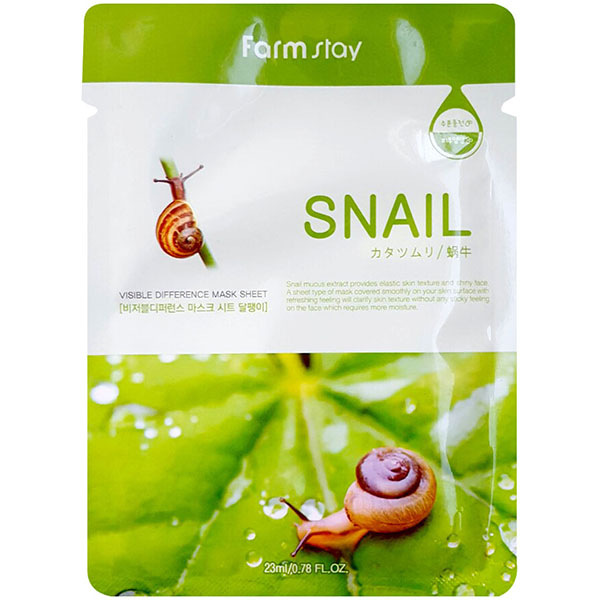 Farmstay
SNAIL
カタツムリ/蝸牛
VISIBLE DIFFERENCE MASK SHEET
[비저블디퍼런스 마스크 시트 달팽이]
Snail mucous extract provides elastic skin texture and shiny face.
A sheet type of mask covered smoothly on your skin surface with
refreshing feeling will clarify skin texture without any sticky feeling
on the face which requires more moisture.
23ml/0.78 FL.OZ.